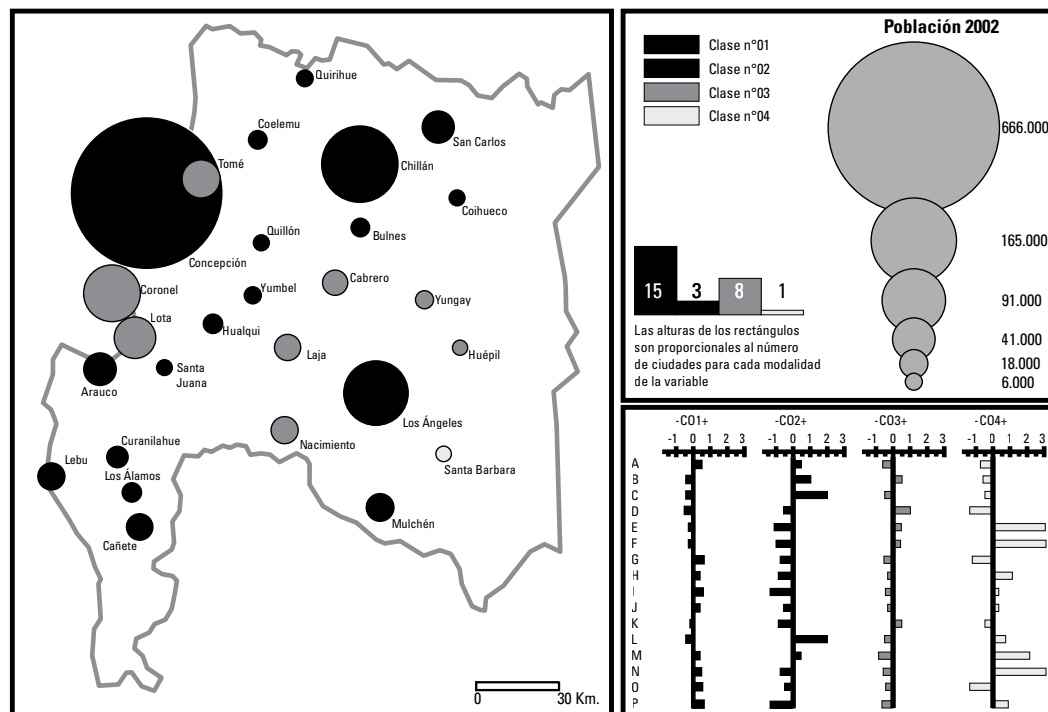 Quirihue
Coelemu
San Carlos
Tomé
Chillán
Coihueco
Quillón
Bulnes
Concepción
Cabrero
Coronel
Yumbel
Yungay
Lota
Hualqui
Laja
Huépil
Santa
Juana
Arauco
Los Ángeles
Curanilahue
Nacimiento
Lebu
Los Álamos
Santa Barbara
Mulchén
Cañete
0 30 Km.
Población 2002
Clase n°01
Clase n°02
Clase n°03
Clase n°04
666.000
165.000
91.000
41.000
18.000
6.000
15 3 8 1
Las alturas de los rectángulos
son proporcionales al número
de ciudades para cada modalidad
de la variable
-CO1+ -CO2+ -CO3+ -CO4+
-1 0 1 2 3 -1 0 1 2 3 -1 0 1 2 3 -1 0 1 2 3
A
B
C
D
E
F
G
H
I
J
K
L
M
N
O
P